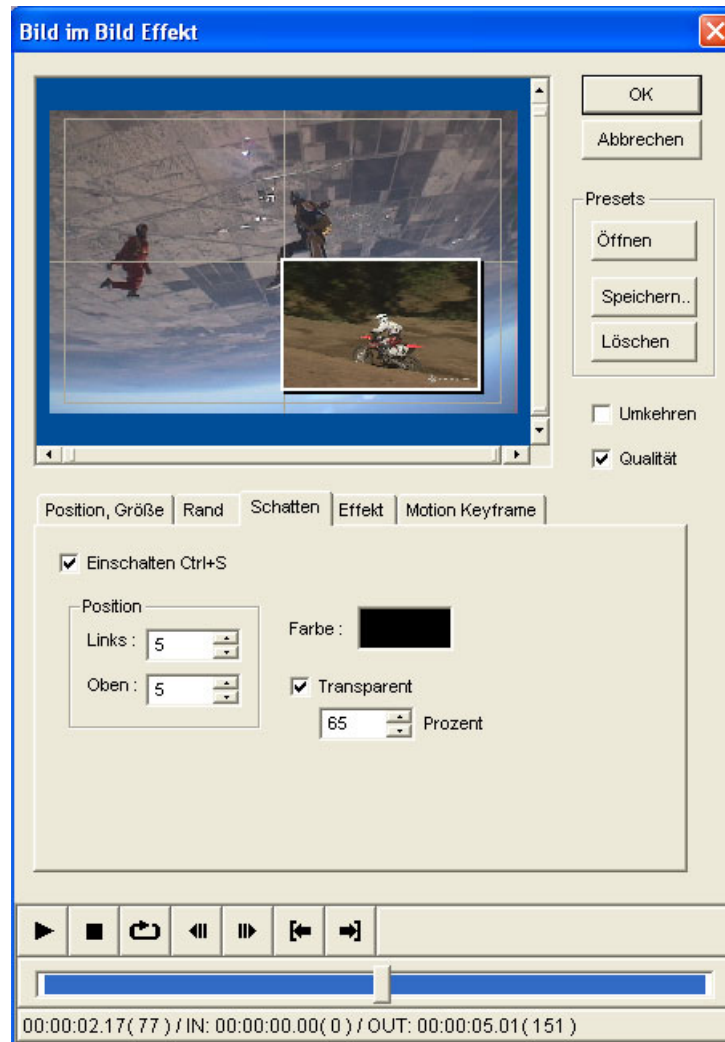 Bild im Bild Effekt
OK
Abbrechen
Presets
Öffnen
Speichern..
Löschen
Umkehren
Qualität
Position, Größe
Rand
Schatten
Effekt
Motion Keyframe
Einschalten Ctrl+S
Position
Links :
5
Oben :
5
Farbe :
Transparent
65
Prozent
00:00:02.17( 77 ) / IN: 00:00:00.00( 0 ) / OUT: 00:00:05.01( 151 )